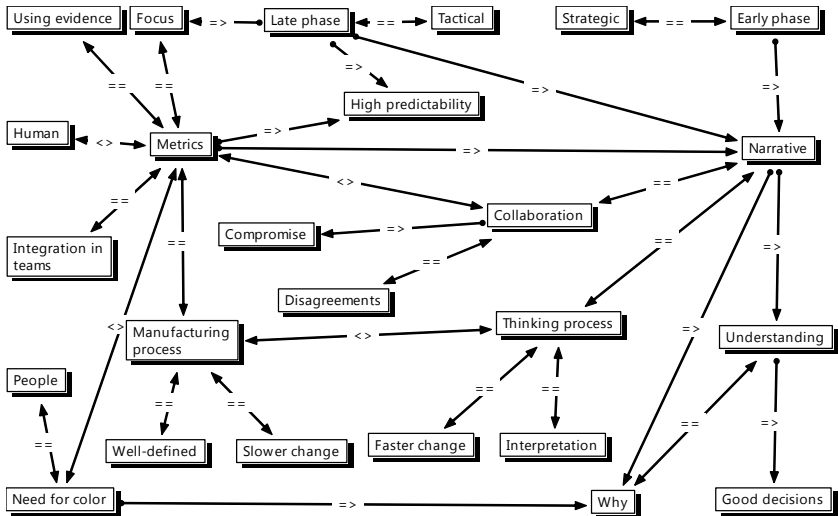 Using evidence
Focus
=>
Late phase
==
Tactical
Strategic
==
Early phase
=>
==
==
=>
=>
High predictability
Human
<>
Metrics
=>
=>
Narrative
==
<>
==
Collaboration
Compromise
=>
==
==
=>
Integration in
teams
==
Disagreements
<>
Manufacturing
process
<>
Thinking process
=>
Understanding
People
==
==
==
==
==
=>
==
Well-defined
Slower change
Faster change
Interpretation
Need for color
=>
Why
Good decisions